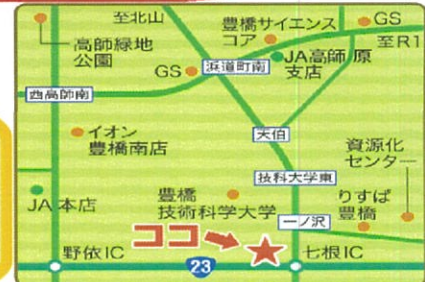 至北山
豊橋サイエンス
コア
GS
至R1
高師緑地
公園
GS
浜道町南
JA高師 原
支店
西高師南
イオン
豊橋南店
天伯
資源化
センター
技科大学東
JA 本店
豊橋
技術科学大学
りすぱ
豊橋
一ノ沢
ココ
野依IC
23
七根IC